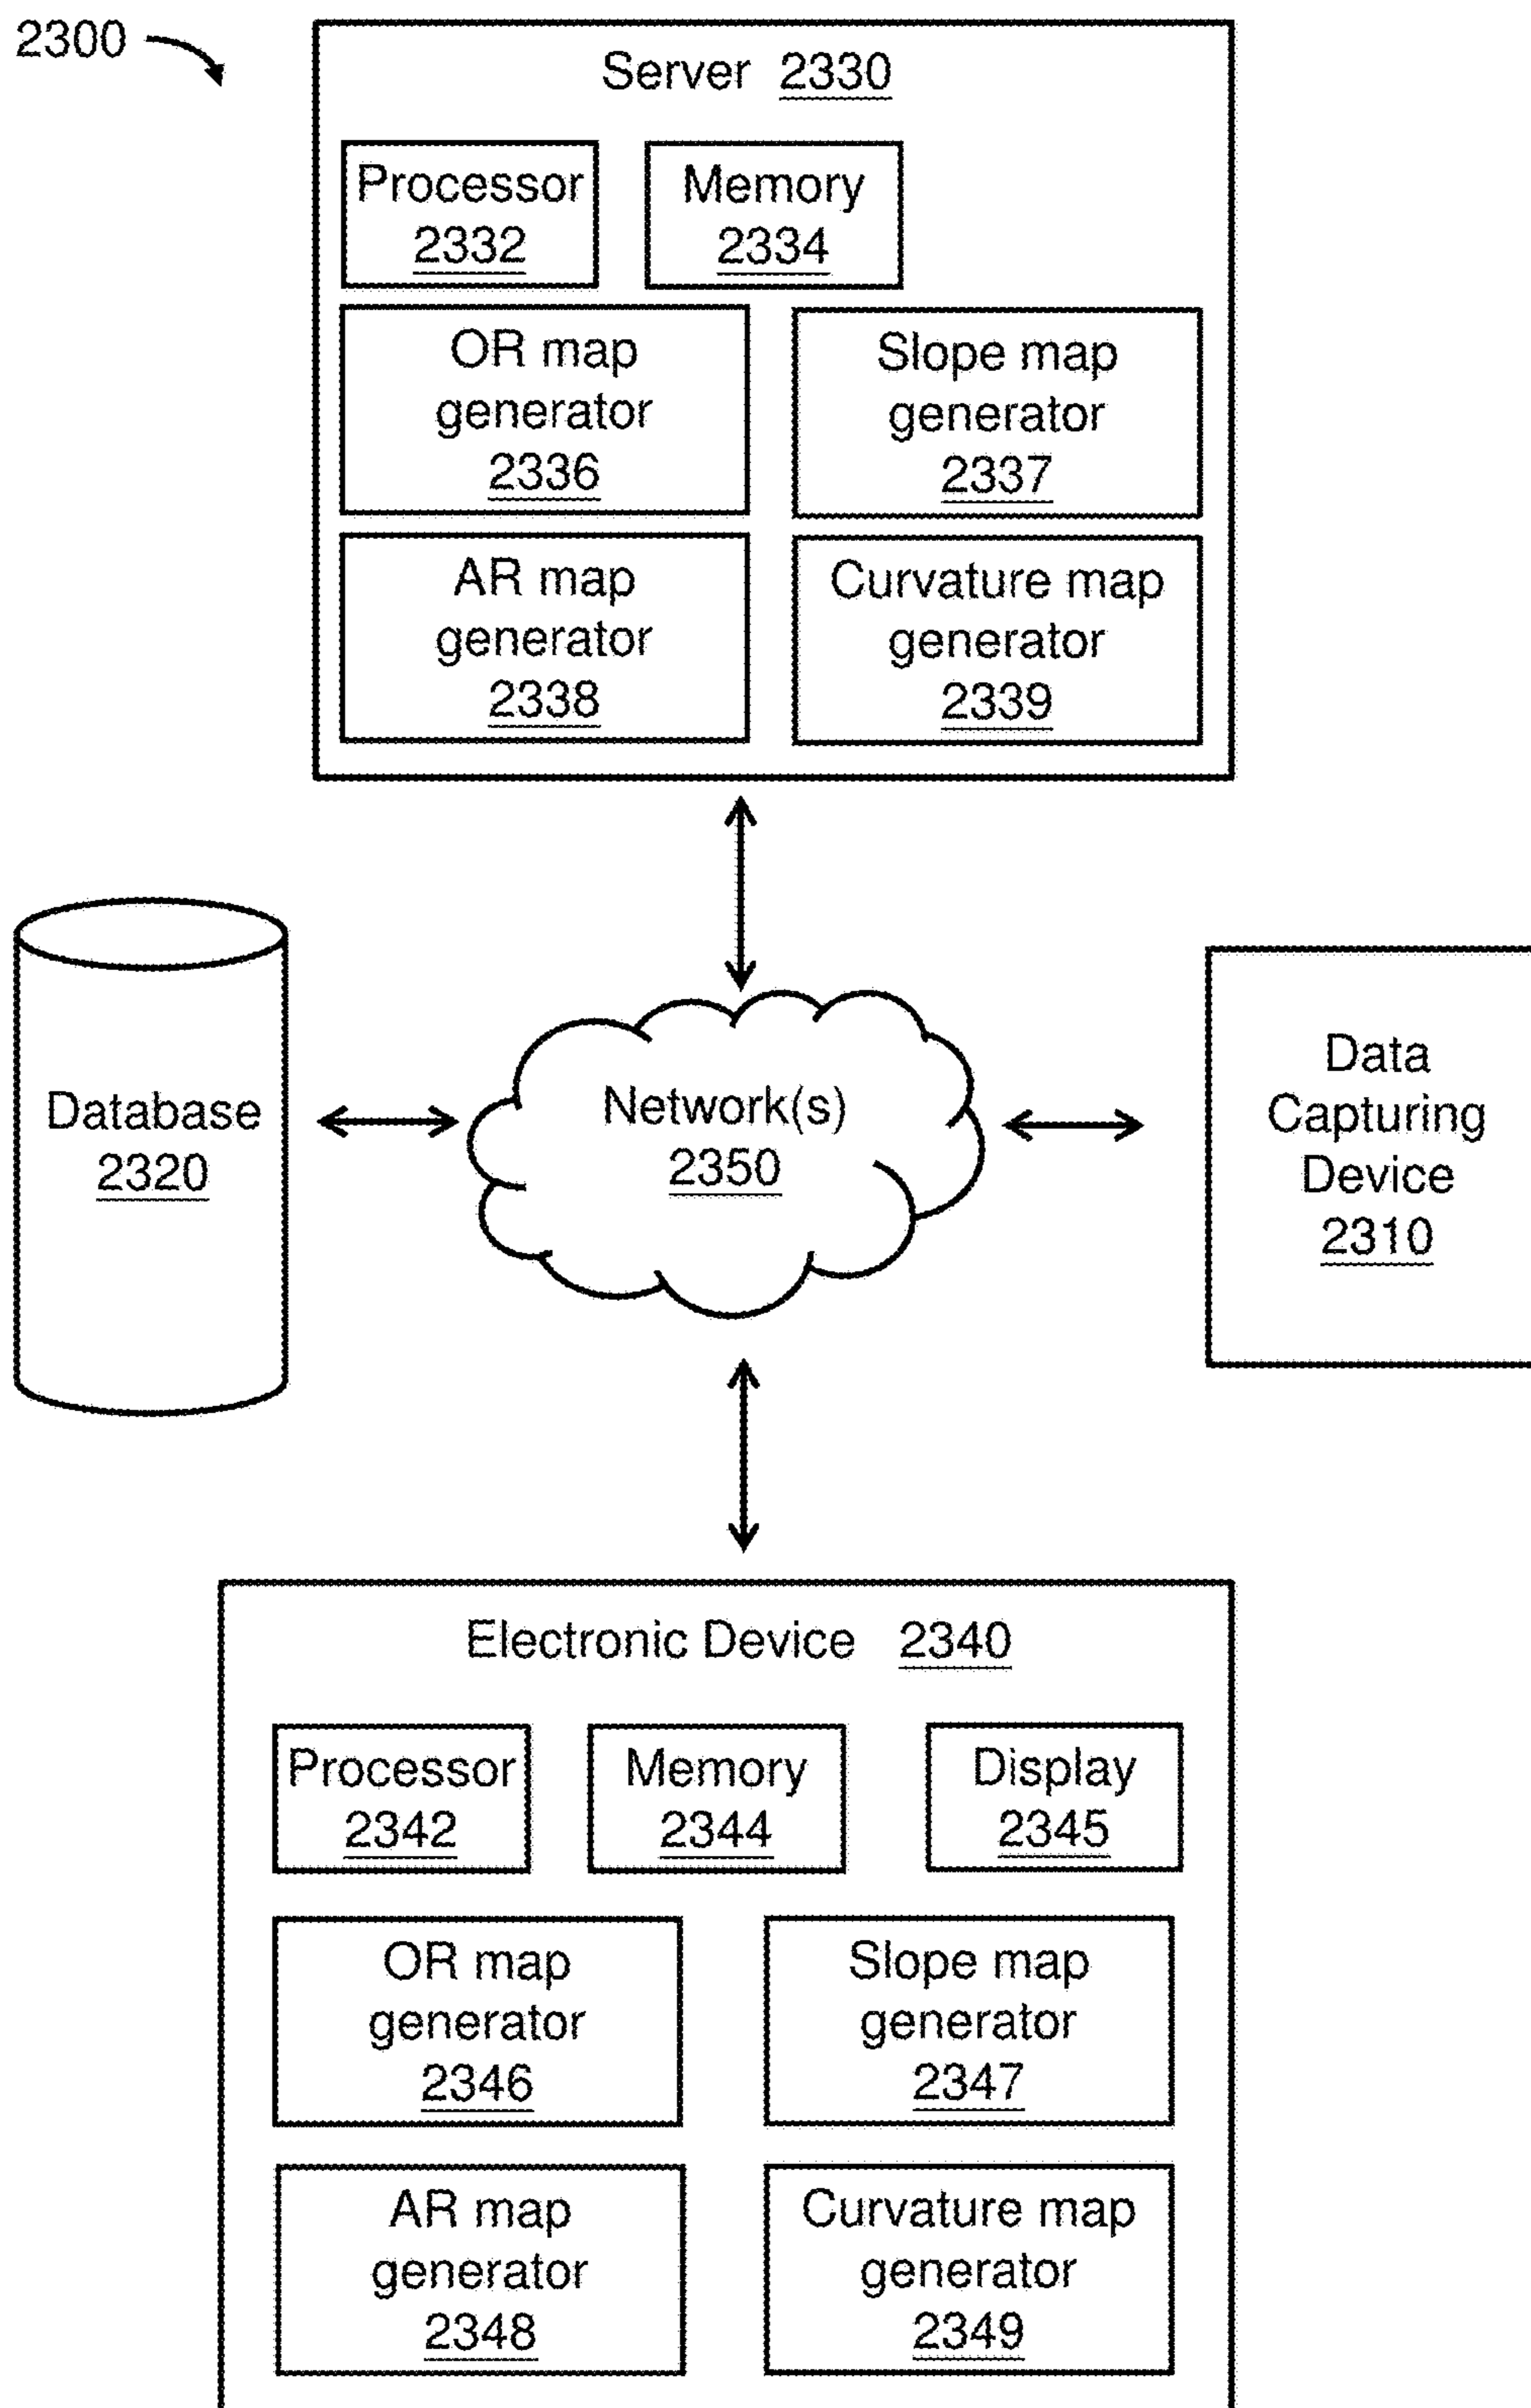 2300
Server 2330
Processor
2332
Memory
2334
OR map
generator
2336
Slope map
generator
2337
AR map
generator
2338
Curvature map
generator
2339
Database
2320
Network(s)
2350
Data
Capturing
Device
2310
Electronic Device 2340
Processor
2342
Memory
2344
Display
2345
OR map
generator
2346
Slope map
generator
2347
AR map
generator
2348
Curvature map
generator
2349